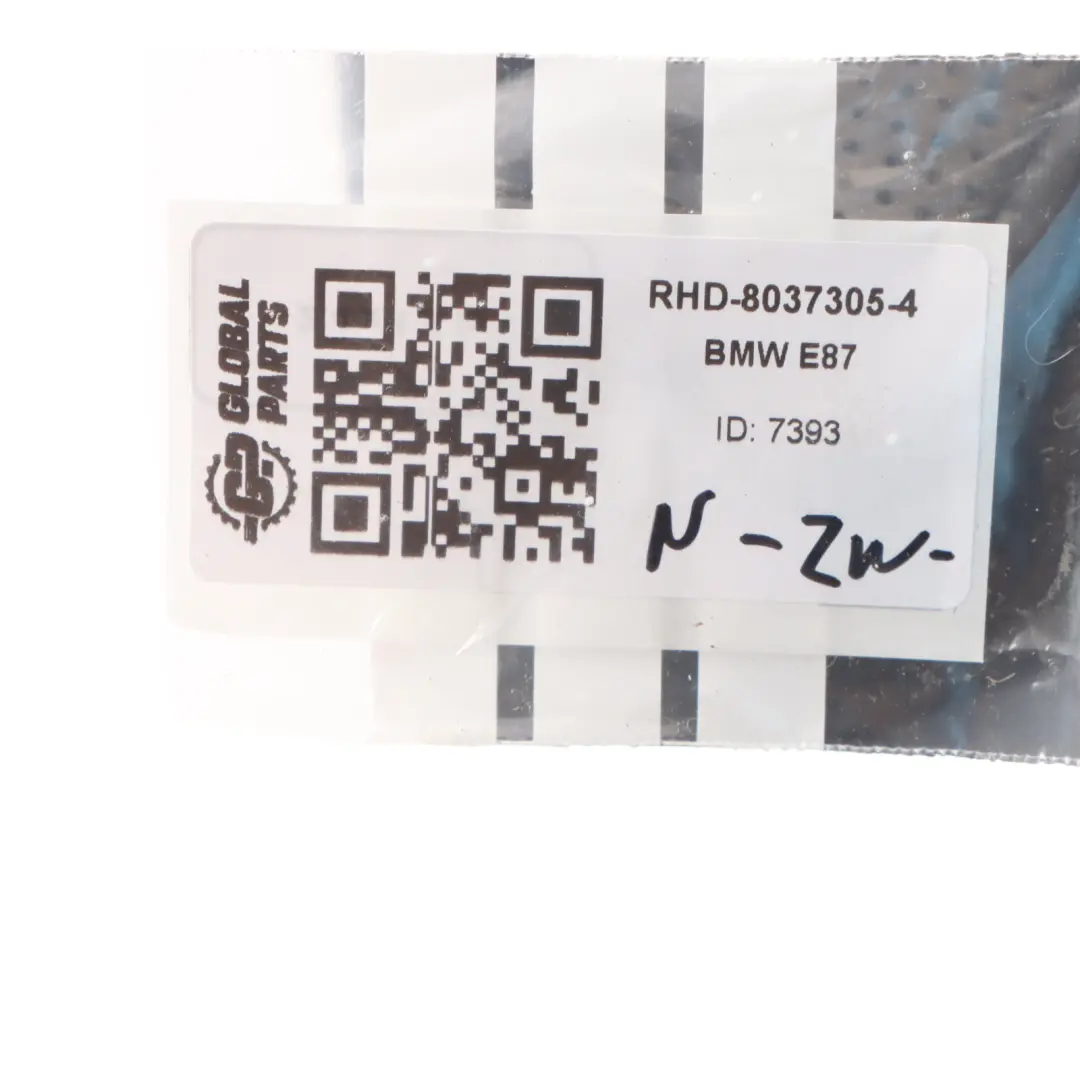 GLOBAL
PARTS
RHD-8037305-4
BMW E87
ID: 7393
N - ZW -